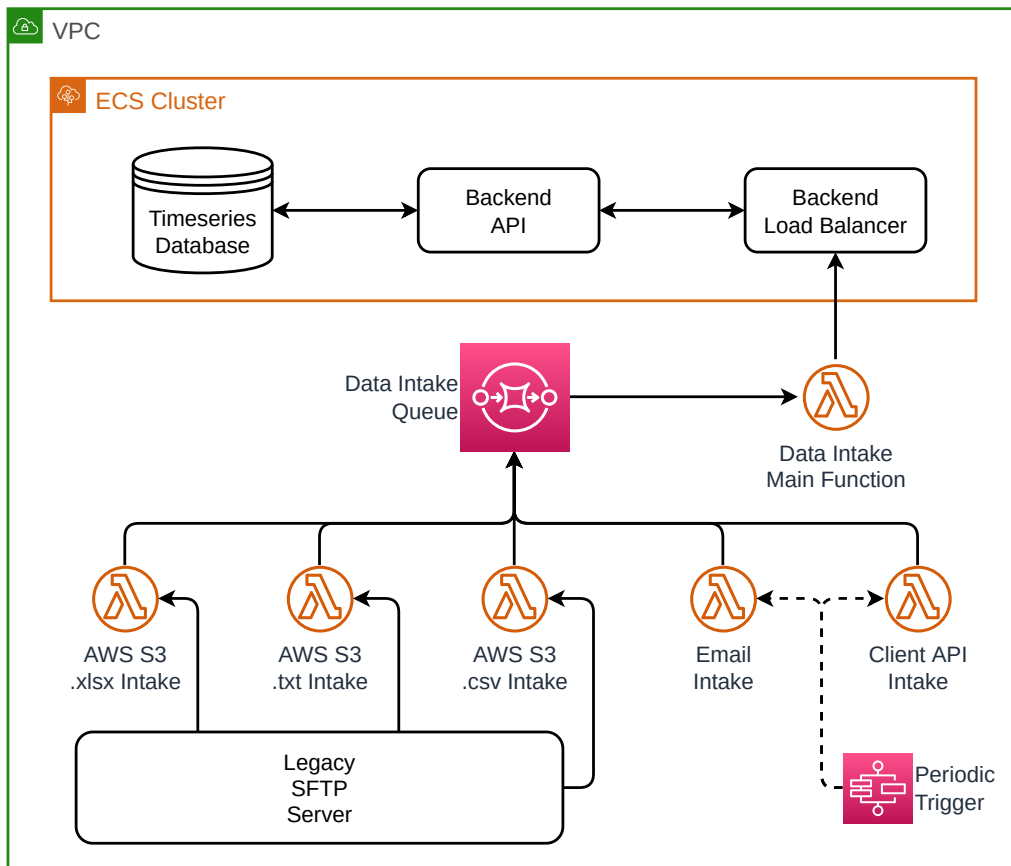 VPC
ECS Cluster
Timeseries
Database
Backend
API
Backend
Load Balancer
Data Intake
Queue
Data Intake
Main Function
AWS S3
.xlsx Intake
AWS S3
.txt Intake
AWS S3
.csv Intake
Email
Intake
Client API
Intake
Legacy
SFTP
Server
Periodic
Trigger